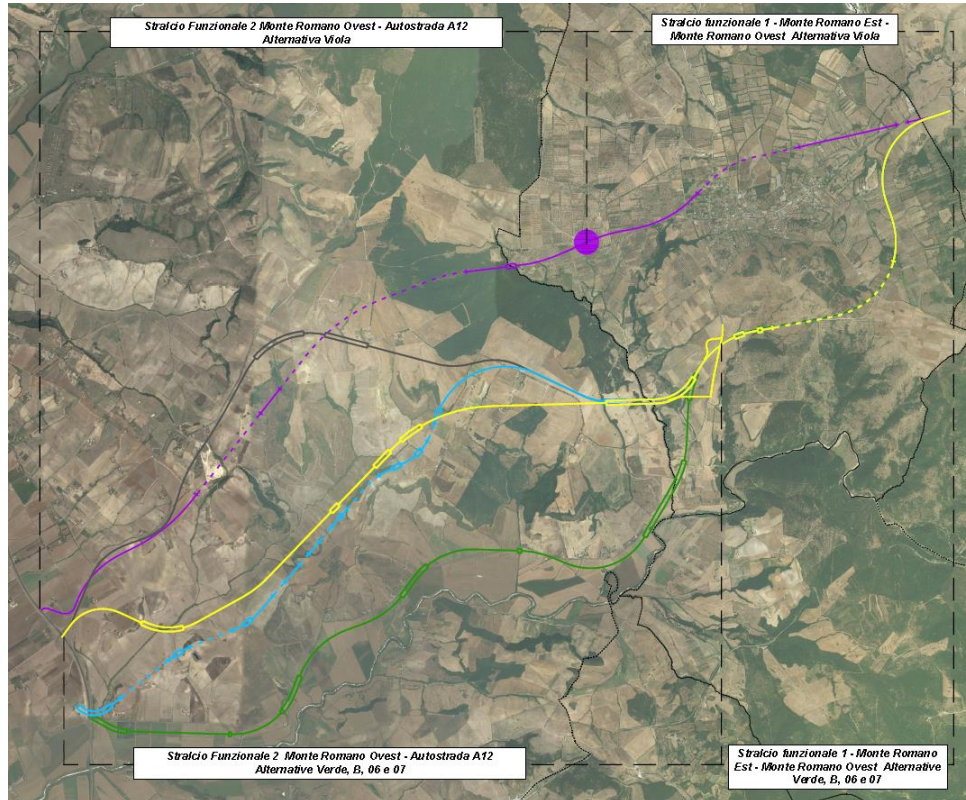 Stralcio Funzionale 2 Monte Romano Ovest - Autostrada A12
Alternativa Viola
Stralcio funzionale 1 - Monte Romano Est -
Monte Romano Ovest Alternativa Viola
Stralcio Funzionale 2 Monte Romano Ovest - Autostrada A12
Alternative Verde, B, 06 e 07
Stralcio funzionale 1 - Monte Romano
Est - Monte Romano Ovest Alternative
Verde, B, 06 e 07